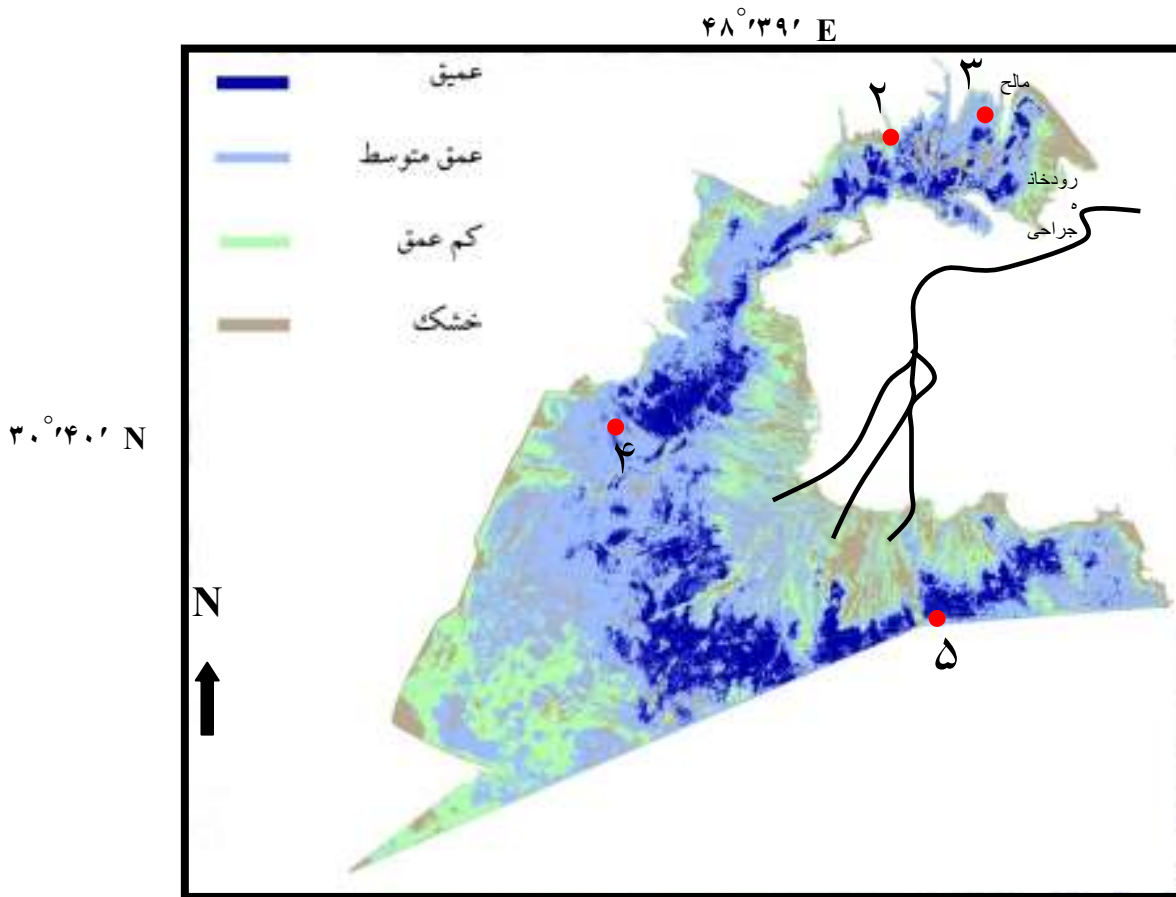 ۴۸°′۳۹′ E
عمیق
عمق متوسط
کم عمق
خشک
۲
۳
مالح
رودخانه
جراحی
۳۰°′۴۰′ N
۴
N
۵